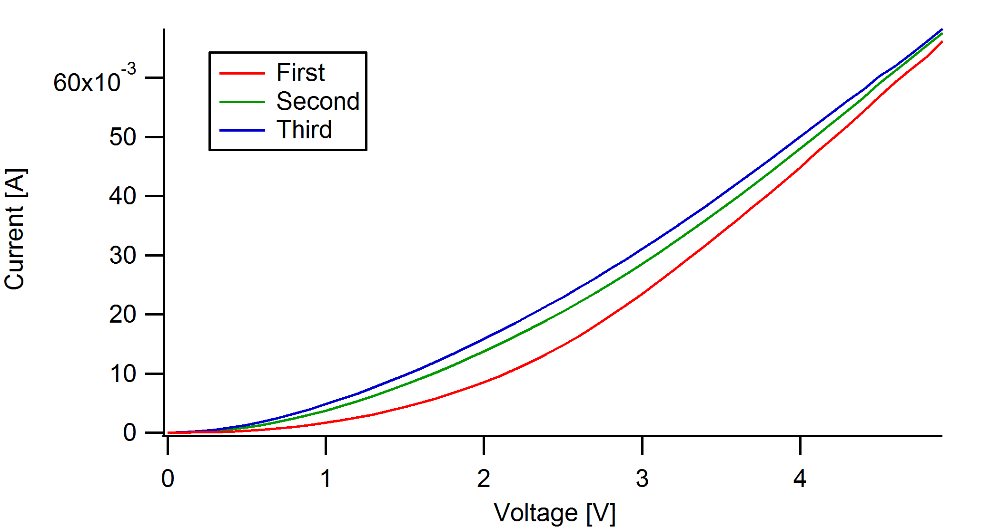 60x10-3
50
40
30
20
10
0
Current [A]
First
Second
Third
0 1 2 3 4
Voltage [V]